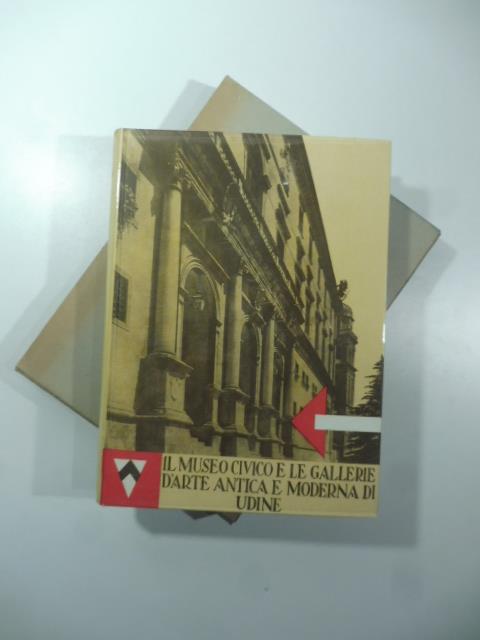 IL MUSEO CIVICO E LE GALLERIE
D'ARTE ANTICA E MODERNA DI
UDINE